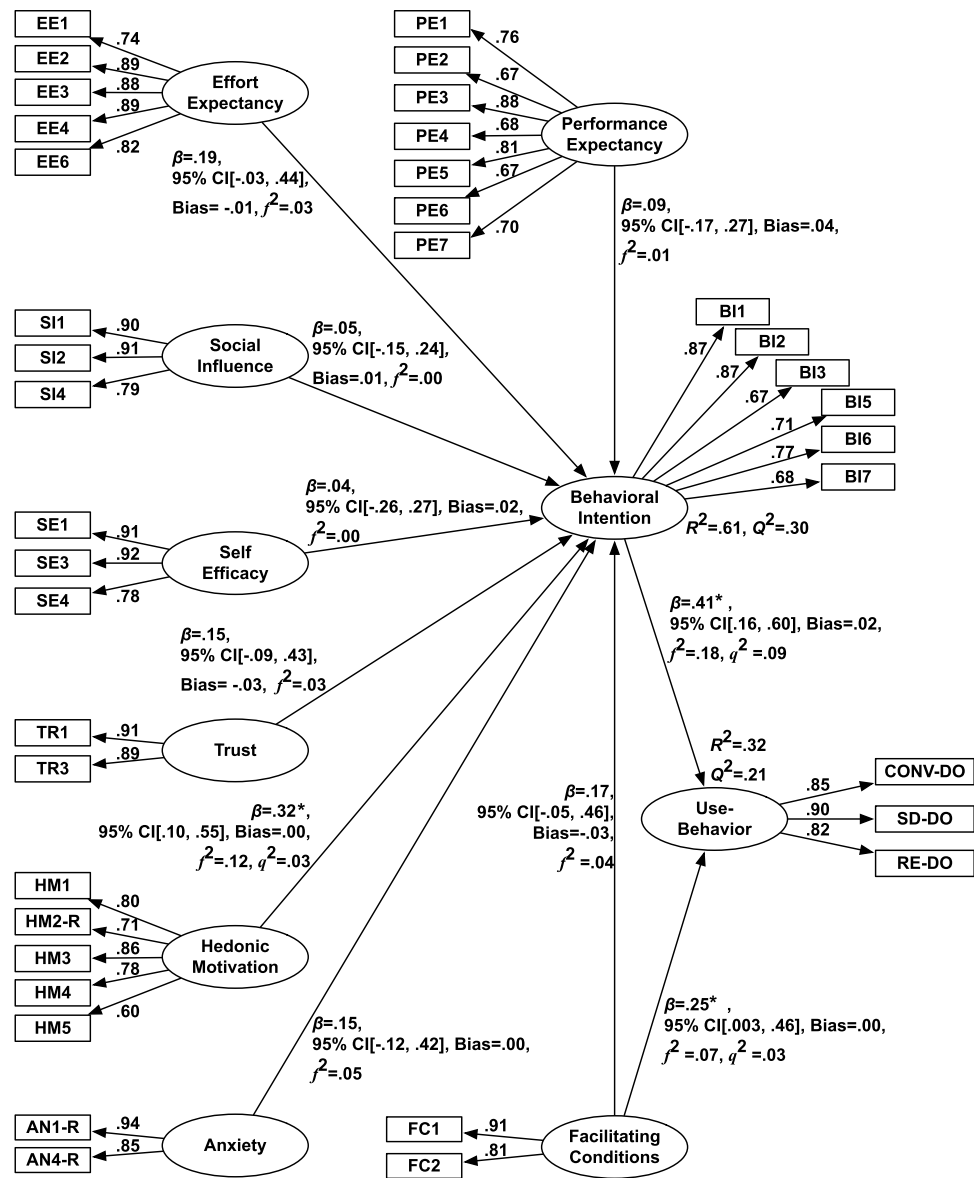 EE1
EE2
EE3
EE4
EE6
.74
.89
.88
.89
.82
Effort
Expectancy
β=.19,
95% CI[-.03, .44],
Bias= -.01, f²=.03
PE1
PE2
PE3
PE4
PE5
PE6
PE7
.76
.67
.88
.68
.81
.67
.70
Performance
Expectancy
β=.09,
95% CI[-.17, .27], Bias=.04,
f²=.01
SI1
SI2
SI4
.90
.91
.79
Social
Influence
β=.05,
95% CI[-.15, .24],
Bias=.01, f²=.00
BI1
BI2
BI3
BI5
BI6
BI7
.87
.87
.67
.71
.77
.68
Behavioral
Intention
R²=.61, Q²=.30
SE1
SE3
SE4
.91
.92
.78
Self
Efficacy
β=.04,
95% CI[-.26, .27], Bias=.02,
f²=.00
β=.41* ,
95% CI[.16, .60], Bias=.02,
f²=.18, q²=.09
TR1
TR3
.91
.89
Trust
β=.15,
95% CI[-.09, .43],
Bias= -.03, f²=.03
R²=.32
Q²=.21
Use-
Behavior
.85
.90
.82
CONV-DO
SD-DO
RE-DO
HM1
HM2-R
HM3
HM4
HM5
.80
.71
.86
.78
.60
Hedonic
Motivation
β=.32*,
95% CI[.10, .55], Bias=.00,
f²=.12, q²=.03
β=.17,
95% CI[-.05, .46],
Bias=-.03,
f²=.04
AN1-R
AN4-R
.94
.85
Anxiety
β=.15,
95% CI[-.12, .42], Bias=.00,
f²=.05
FC1
FC2
.91
.81
Facilitating
Conditions
β=.25* ,
95% CI[.003, .46], Bias=.00,
f²=.07, q²=.03